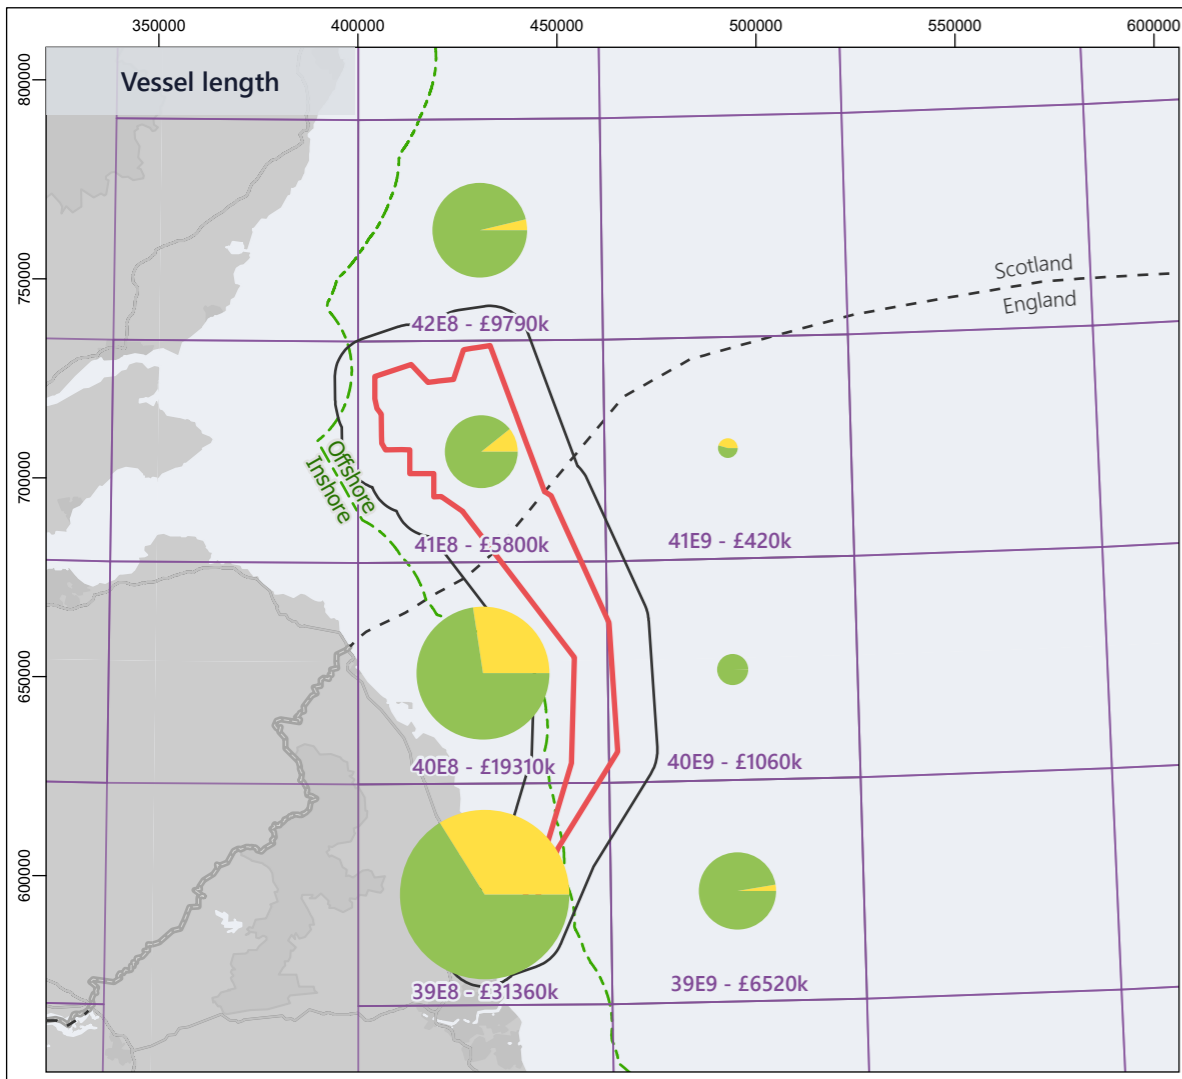 350000 400000 450000 500000 550000 600000
800000
Vessel length
750000
Scotland
England
42E8 - £9790k
700000
Offshore
Inshore
41E8 - £5800k
41E9 - £420k
650000
40E8 - £19310k
40E9 - £1060k
600000
39E8 - £31360k
39E9 - £6520k